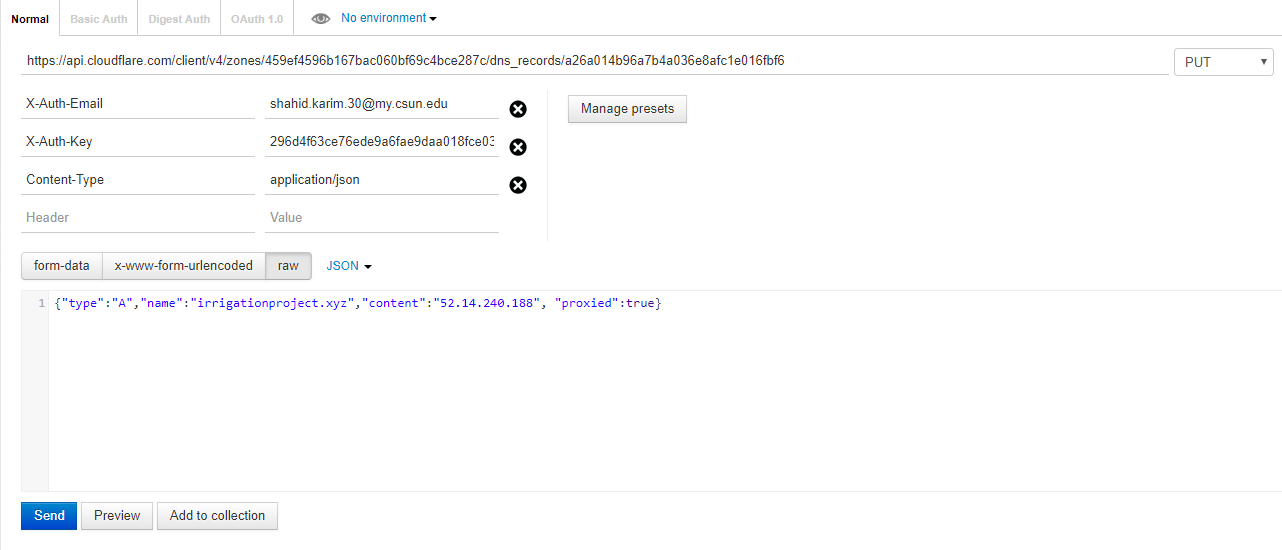 Normal Basic Auth Digest Auth OAuth 1.0 No environment
https://api.cloudflare.com/client/v4/zones/459ef4596b167bac060bf69c4bce287c/dns_records/a26a014b96a7b4a036e8afc1e016fbf6 PUT
X-Auth-Email shahid.karim.30@my.csun.edu Manage presets
X-Auth-Key 296d4f63ce76ede9a6fae9daa018fce03
Content-Type application/json
Header Value
form-data x-www-form-urlencoded raw JSON
1 {"type":"A","name":"irrigationproject.xyz","content":"52.14.240.188", "proxied":true}
Send Preview Add to collection